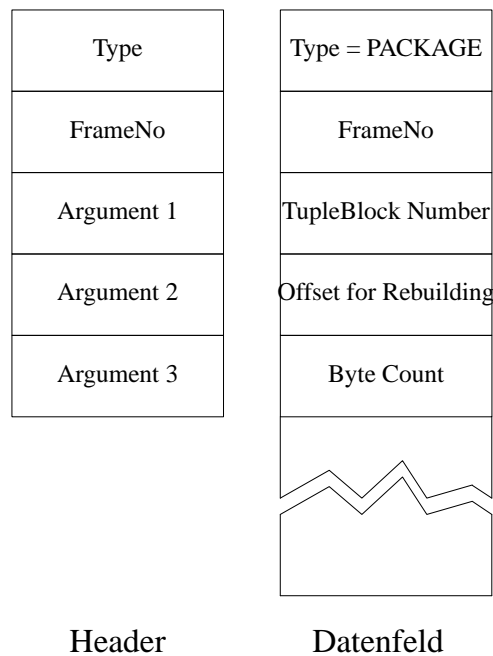 Type
FrameNo
Argument 1
Argument 2
Argument 3
Header
Type = PACKAGE
FrameNo
TupleBlock Number
Offset for Rebuilding
Byte Count
Datenfeld